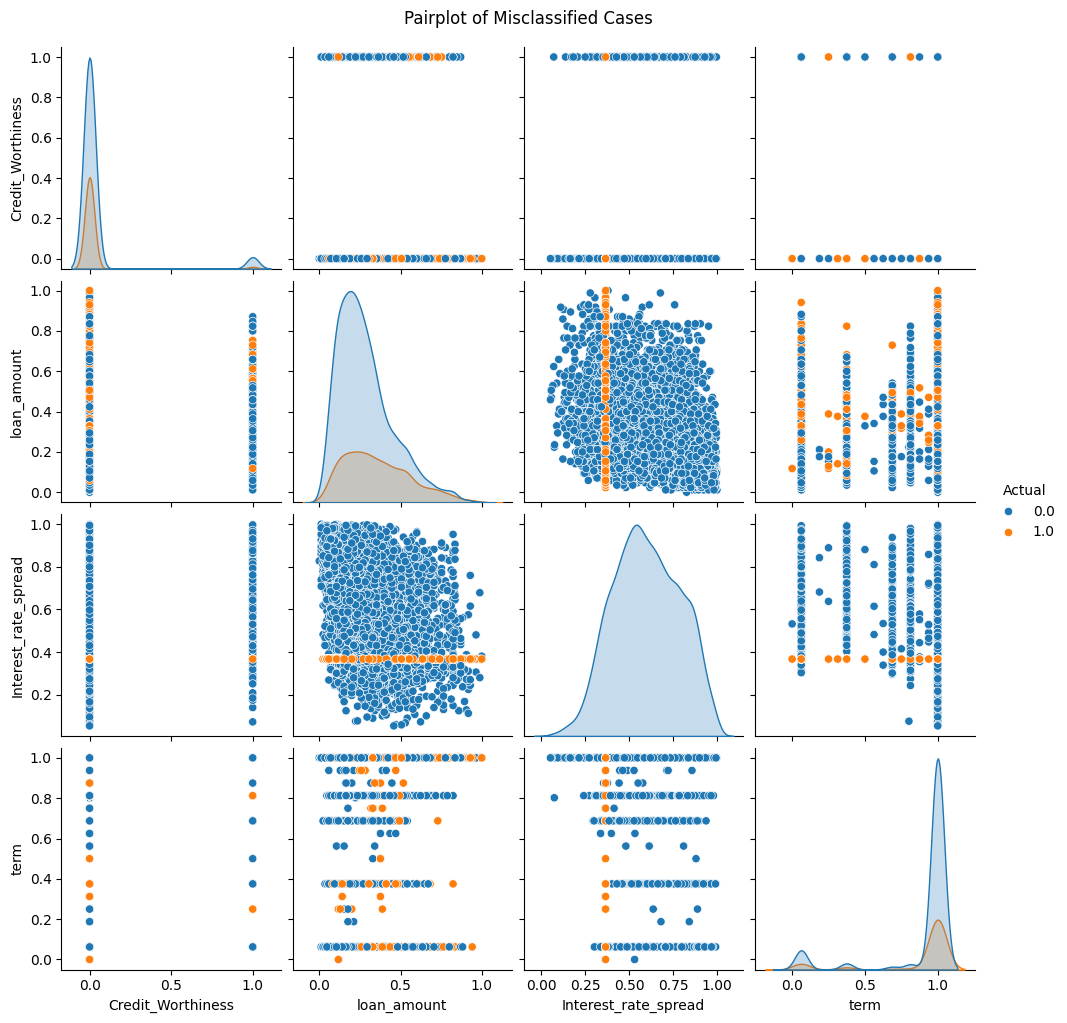 Pairplot of Misclassified Cases
Credit_Worthiness
1.0
0.8
0.6
0.4
0.2
0.0
loan_amount
1.0
0.8
0.6
0.4
0.2
0.0
Interest_rate_spread
1.0
0.8
0.6
0.4
0.2
term
1.0
0.8
0.6
0.4
0.2
0.0
Actual
0.0
1.0
0.0 0.5 1.0
Credit_Worthiness
0.0 0.5 1.0
loan_amount
0.00 0.25 0.50 0.75 1.00
Interest_rate_spread
0.0 0.5 1.0
term